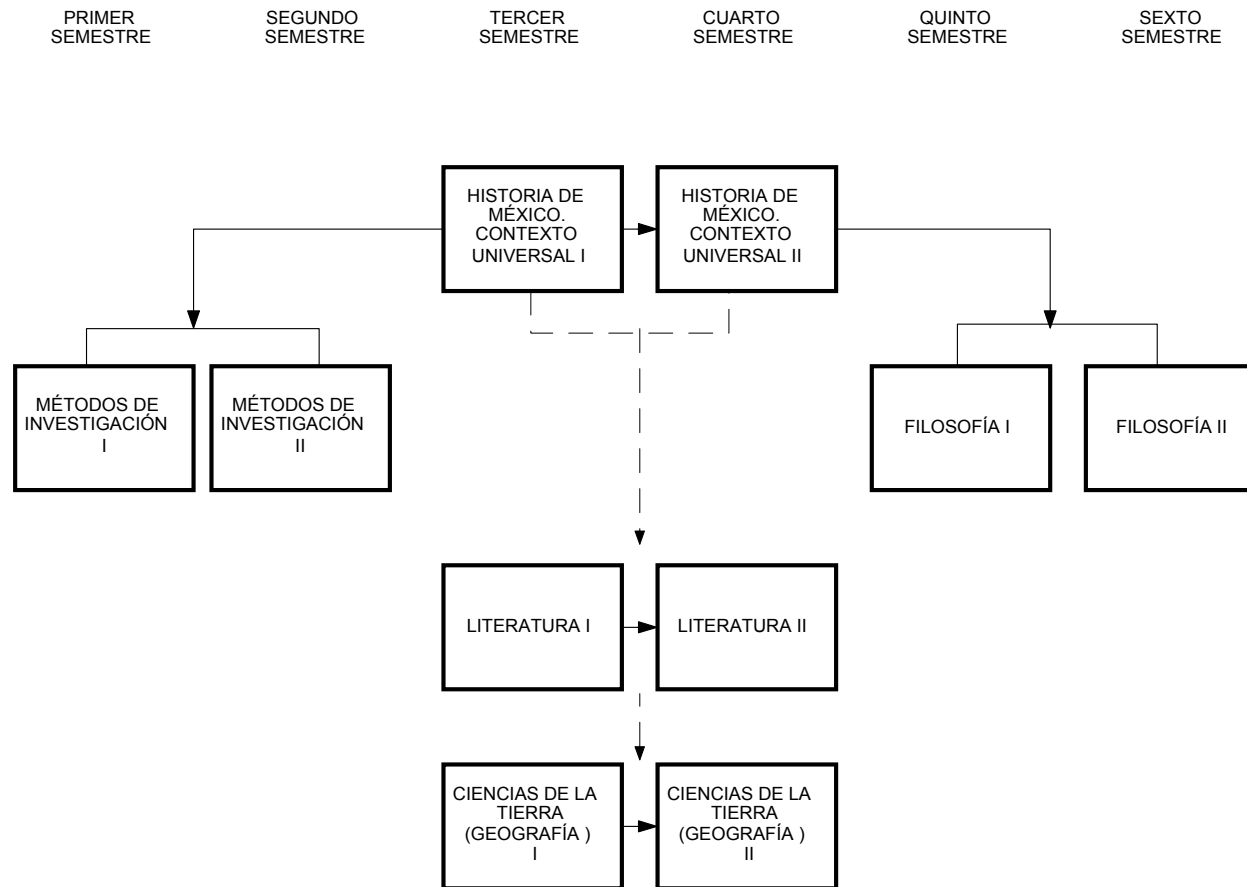 PRIMER
SEMESTRE
SEGUNDO
SEMESTRE
TERCER
SEMESTRE
CUARTO
SEMESTRE
QUINTO
SEMESTRE
SEXTO
SEMESTRE
HISTORIA DE
MÉXICO.
CONTEXTO
UNIVERSAL I
HISTORIA DE
MÉXICO.
CONTEXTO
UNIVERSAL II
MÉTODOS DE
INVESTIGACIÓN
I
MÉTODOS DE
INVESTIGACIÓN
II
FILOSOFÍA I
FILOSOFÍA II
LITERATURA I
LITERATURA II
CIENCIAS DE LA
TIERRA
(GEOGRAFÍA )
I
CIENCIAS DE LA
TIERRA
(GEOGRAFÍA )
II